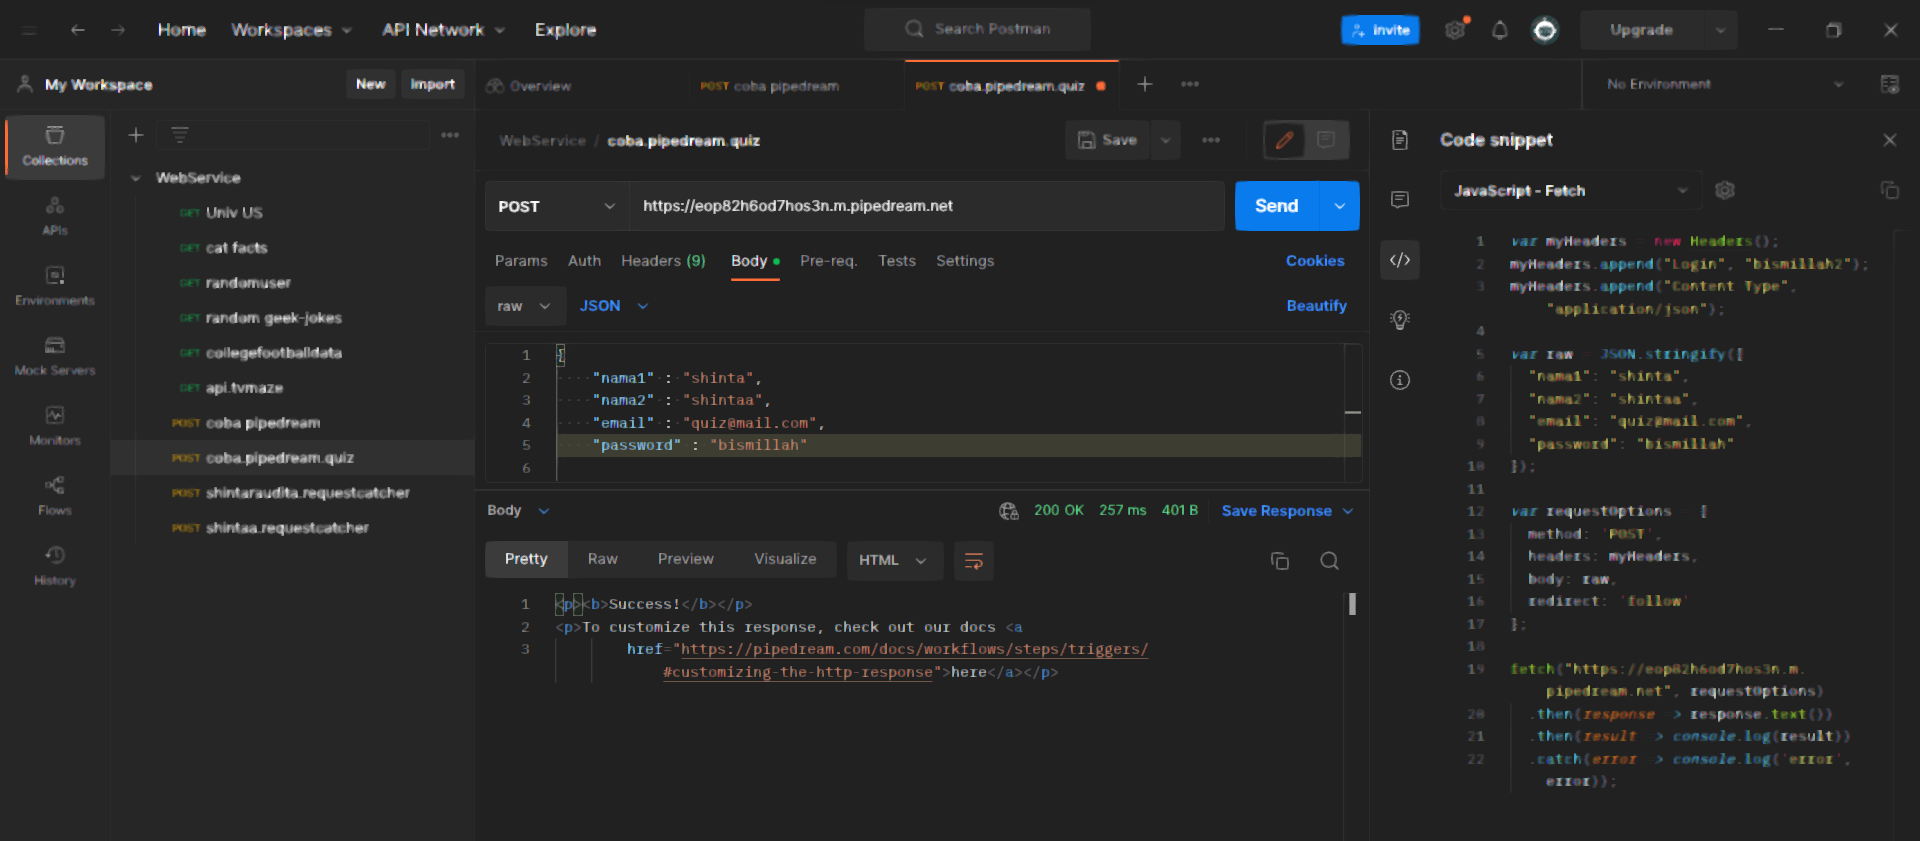 Home Workspaces API Network Explore Search Postman Invite Upgrade
My Workspace New Import Overview POST coba pipedream POST coba.pipedream.quiz No Environment
WebService / coba.pipedream.quiz Save Code snippet
Collections
APIs
Environments
Mock Servers
Monitors
Flows
History
WebService
GET Univ US
GET cat facts
GET randomuser
GET random geek-jokes
GET collegefootballdata
GET api.tvmaze
POST coba pipedream
POST coba.pipedream.quiz
POST shintaraudita.requestcatcher
POST shintaa.requestcatcher
POST https://eop82h6od7hos3n.m.pipedream.net Send
Params Auth Headers (9) Body Pre-req. Tests Settings Cookies
raw JSON Beautify
1 {
2 "nama1" : "shinta",
3 "nama2" : "shintaa",
4 "email" : "quiz@mail.com",
5 "password" : "bismillah"
6
Body 200 OK 257 ms 401 B Save Response
Pretty Raw Preview Visualize HTML
1 <p><b>Success!</b></p>
2 <p>To customize this response, check out our docs <a
3 href="https://pipedream.com/docs/workflows/steps/triggers/
#customizing-the-http-response">here</a></p>
JavaScript - Fetch
1 var myHeaders = new Headers();
2 myHeaders.append("Login", "bismillah2");
3 myHeaders.append("Content-Type",
"application/json");
4
5 var raw = JSON.stringify({
6 "nama1": "shinta",
7 "nama2": "shintaa",
8 "email": "quiz@mail.com",
9 "password": "bismillah"
10 });
11
12 var requestOptions = {
13 method: 'POST',
14 headers: myHeaders,
15 body: raw,
16 redirect: 'follow'
17 };
18
19 fetch("https://eop82h6od7hos3n.m.
pipedream.net", requestOptions)
20 .then(response => response.text())
21 .then(result => console.log(result))
22 .catch(error => console.log('error',
error));